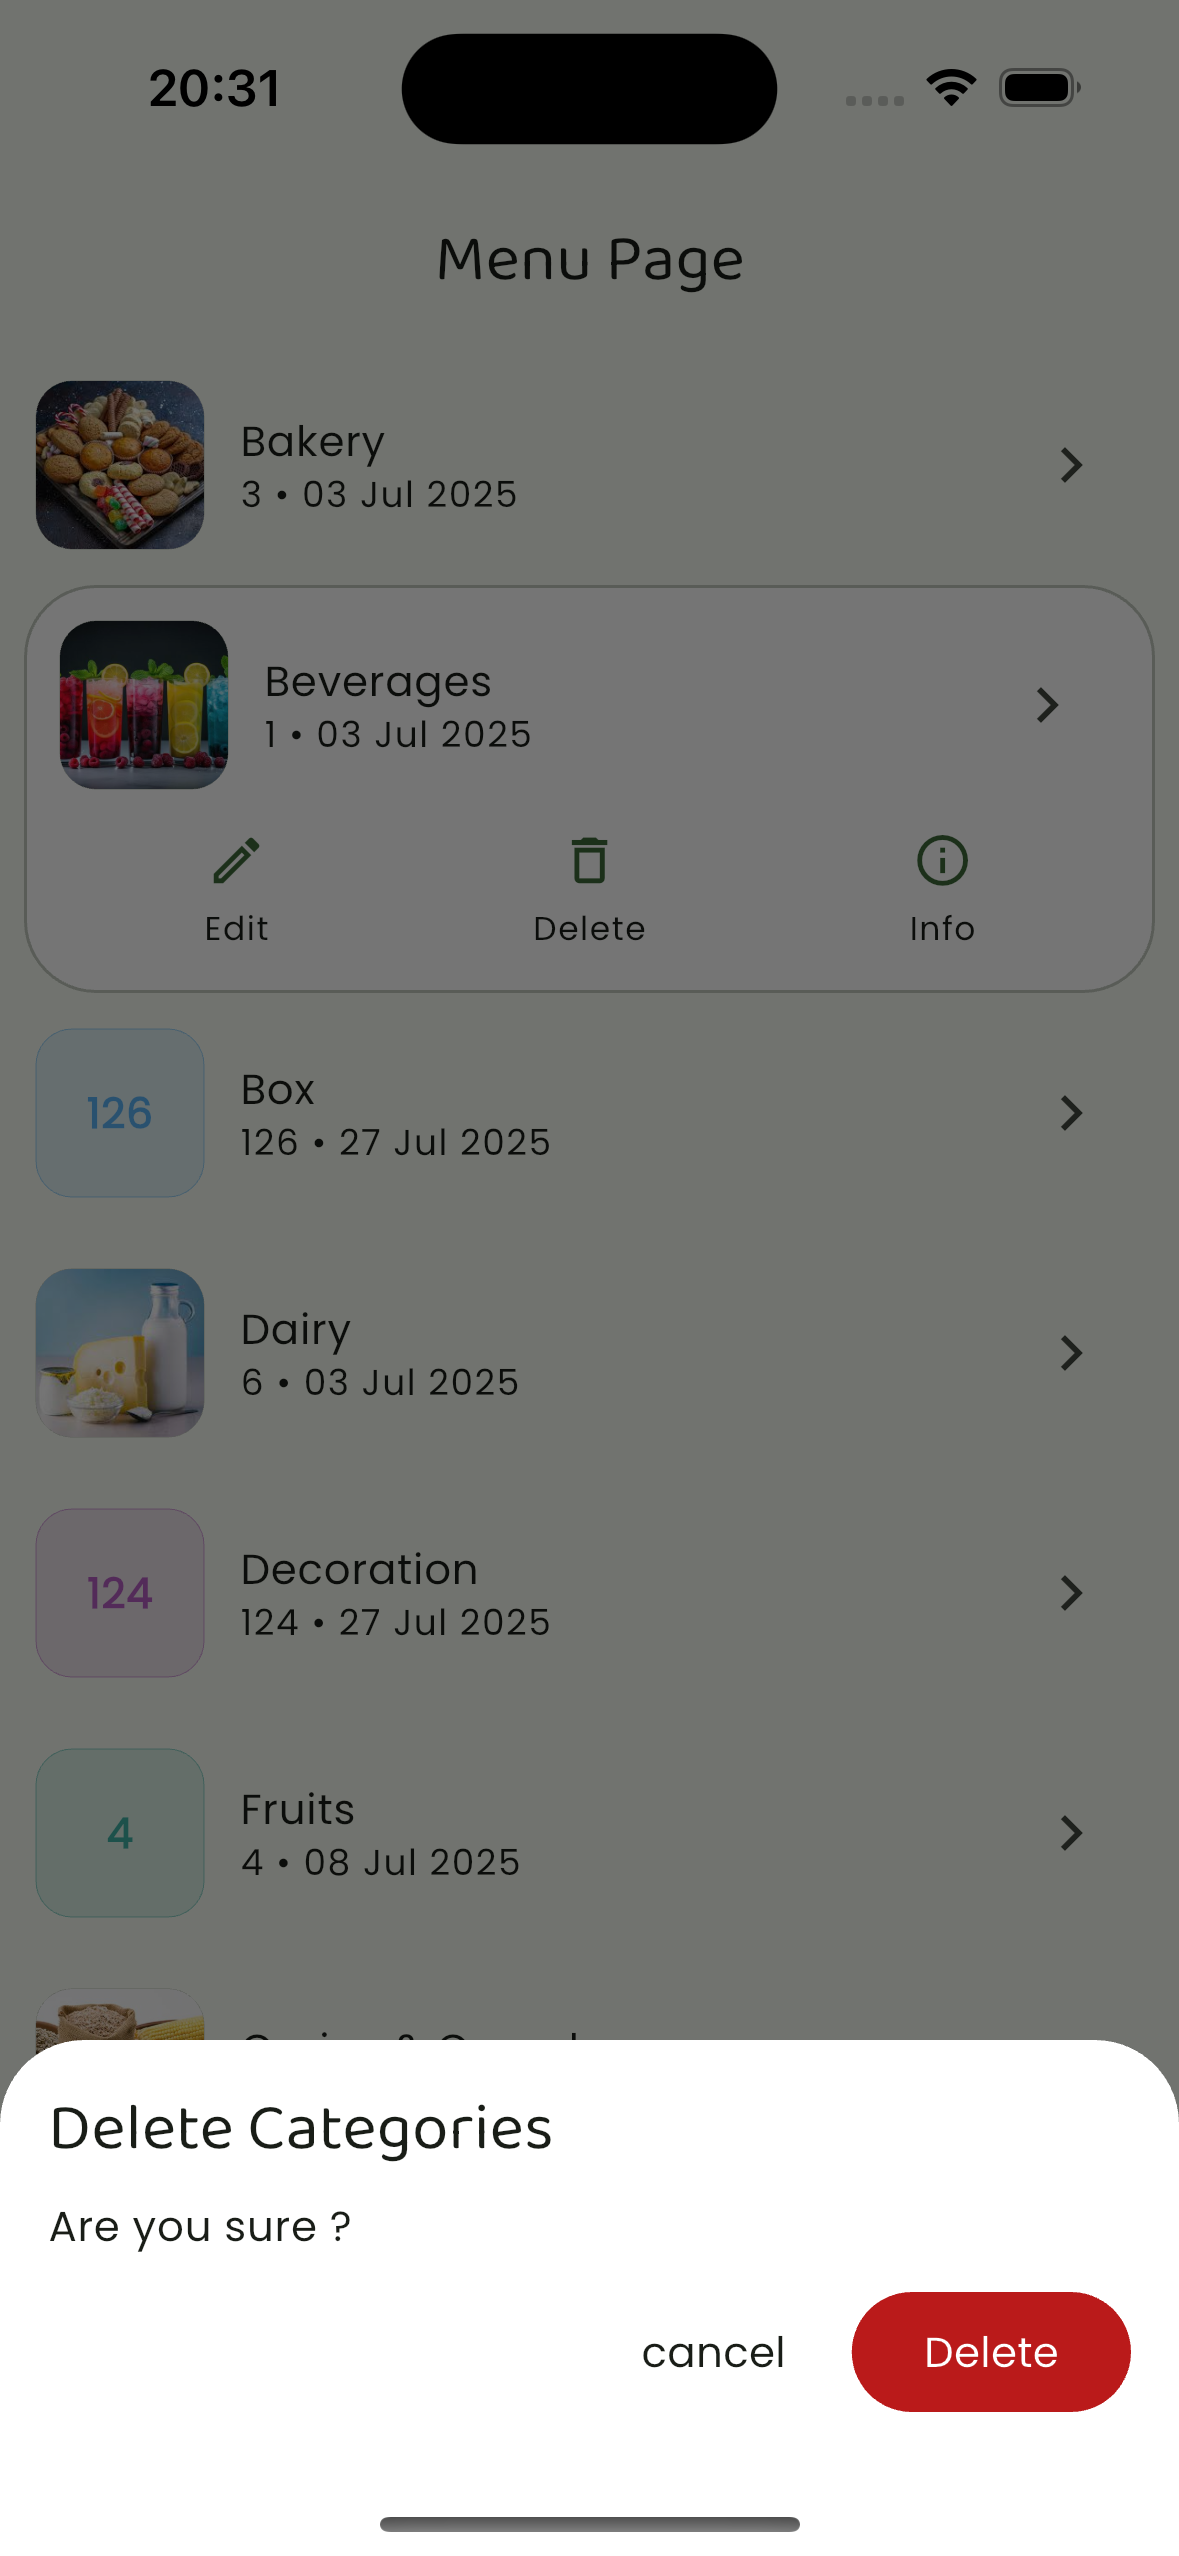 20:31
Menu Page
Bakery
3 • 03 Jul 2025
Beverages
1 • 03 Jul 2025
Edit
Delete
Info
126
Box
126 • 27 Jul 2025
Dairy
6 • 03 Jul 2025
124
Decoration
124 • 27 Jul 2025
4
Fruits
4 • 08 Jul 2025
Delete Categories
Are you sure ?
cancel
Delete